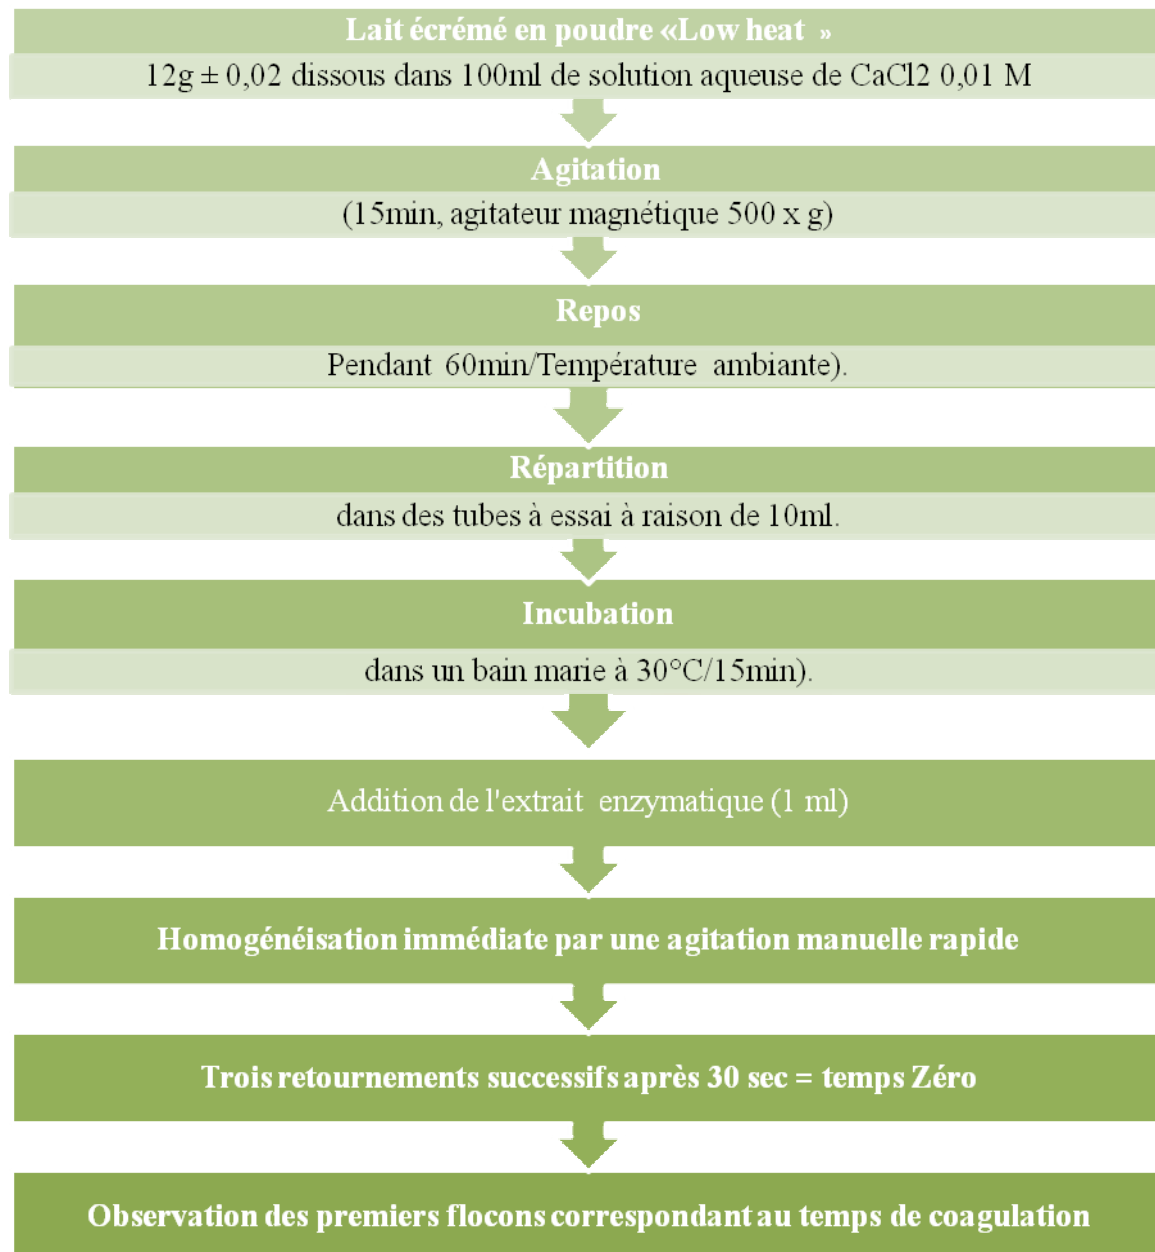 Lait écrémé en poudre «Low heat »
12g ± 0,02 dissous dans 100ml de solution aqueuse de CaCl2 0,01 M
Agitation
(15min, agitateur magnétique 500 x g)
Repos
Pendant 60min/Température ambiante).
Répartition
dans des tubes à essai à raison de 10ml.
Incubation
dans un bain marie à 30°C/15min).
Addition de l'extrait enzymatique (1 ml)
Homogénéisation immédiate par une agitation manuelle rapide
Trois retournements successifs après 30 sec = temps Zéro
Observation des premiers flocons correspondant au temps de coagulation